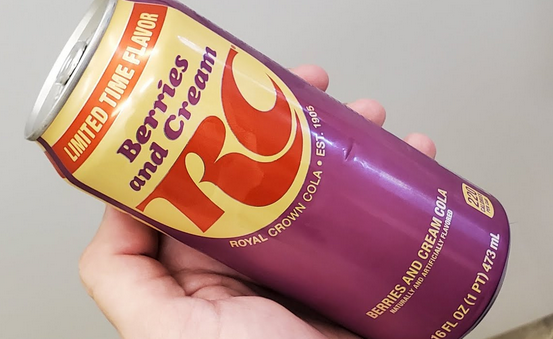 LIMITED TIME FLAVOR
Berries
and Cream
RC
ROYAL CROWN COLA • EST. 1905
BERRIES AND CREAM COLA
NATURALLY AND ARTIFICIALLY FLAVORED
16 FL OZ (1 PT) 473 mL